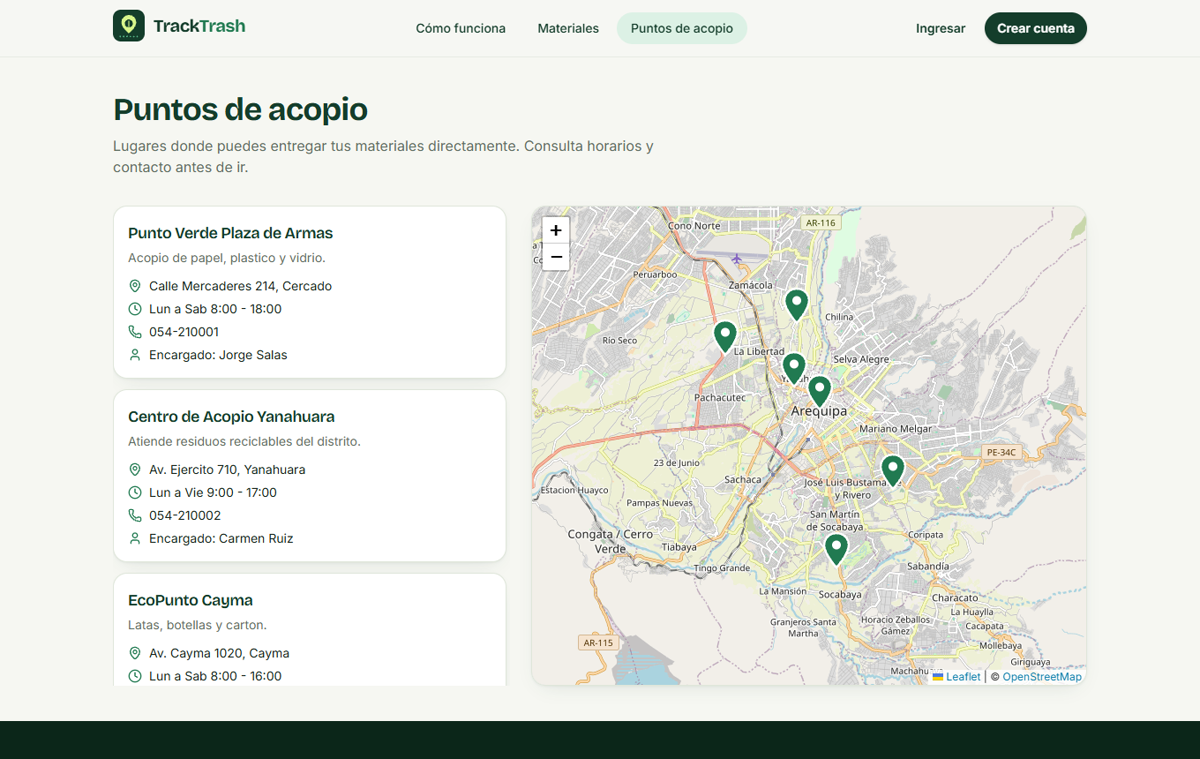 TrackTrash
Cómo funciona
Materiales
Puntos de acopio
Ingresar
Crear cuenta
Puntos de acopio
Lugares donde puedes entregar tus materiales directamente. Consulta horarios y
contacto antes de ir.
Punto Verde Plaza de Armas
Acopio de papel, plastico y vidrio.
Calle Mercaderes 214, Cercado
Lun a Sab 8:00 - 18:00
054-210001
Encargado: Jorge Salas
Centro de Acopio Yanahuara
Atiende residuos reciclables del distrito.
Av. Ejercito 710, Yanahuara
Lun a Vie 9:00 - 17:00
054-210002
Encargado: Carmen Ruiz
EcoPunto Cayma
Latas, botellas y carton.
Av. Cayma 1020, Cayma
Lun a Sab 8:00 - 16:00
+
−
Cono Norte
AR-116
Peruarboo
Zamácola
Chilina
Río Seco
La Libertad
Selva Alegre
Pachacutec
Arequipa
Mariano Melgar
PE-34C
23 de Junio
Sachaca
José Luis Bustama
y Rivero
Estacion Huayco
Pampas Nuevas
San Martín
de Socabaya
Congata / Cerro
Verde
Tiabaya
Coripata
Tingo Grande
Sabandía
La Mansión
Socabaya
Characato
La Huaylla
Granjeros Santa
Martha
Horacio Zeballos
Gámez
Cacapata
AR-115
Mollebaya
Giriguaya
Machahu
Leaflet | © OpenStreetMap